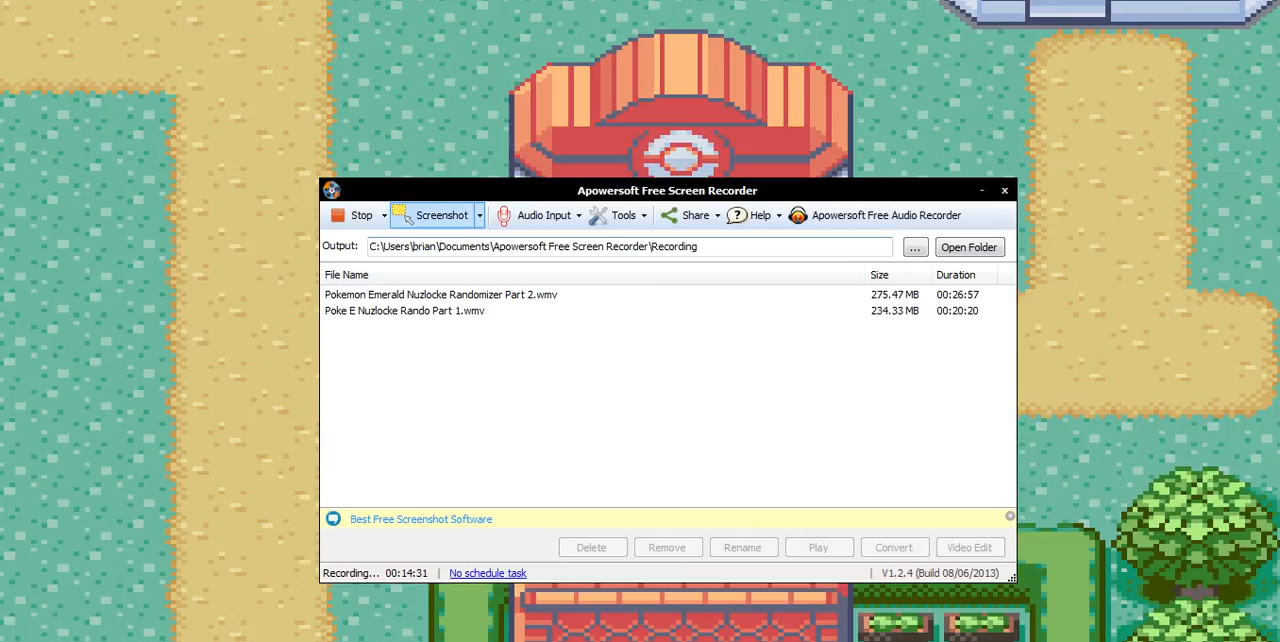 Apowersoft Free Screen Recorder - x
Stop Screenshot Audio Input Tools Share ? Help Apowersoft Free Audio Recorder
Output: C:\Users\brian\Documents\Apowersoft Free Screen Recorder\Recording ... Open Folder
File Name Size Duration
Pokemon Emerald Nuzlocke Randomizer Part 2.wmv 275.47 MB 00:26:57
Poke E Nuzlocke Rando Part 1.wmv 234.33 MB 00:20:20
Best Free Screenshot Software
Delete Remove Rename Play Convert Video Edit
Recording... 00:14:31 | No schedule task | V1.2.4 (Build 08/06/2013)